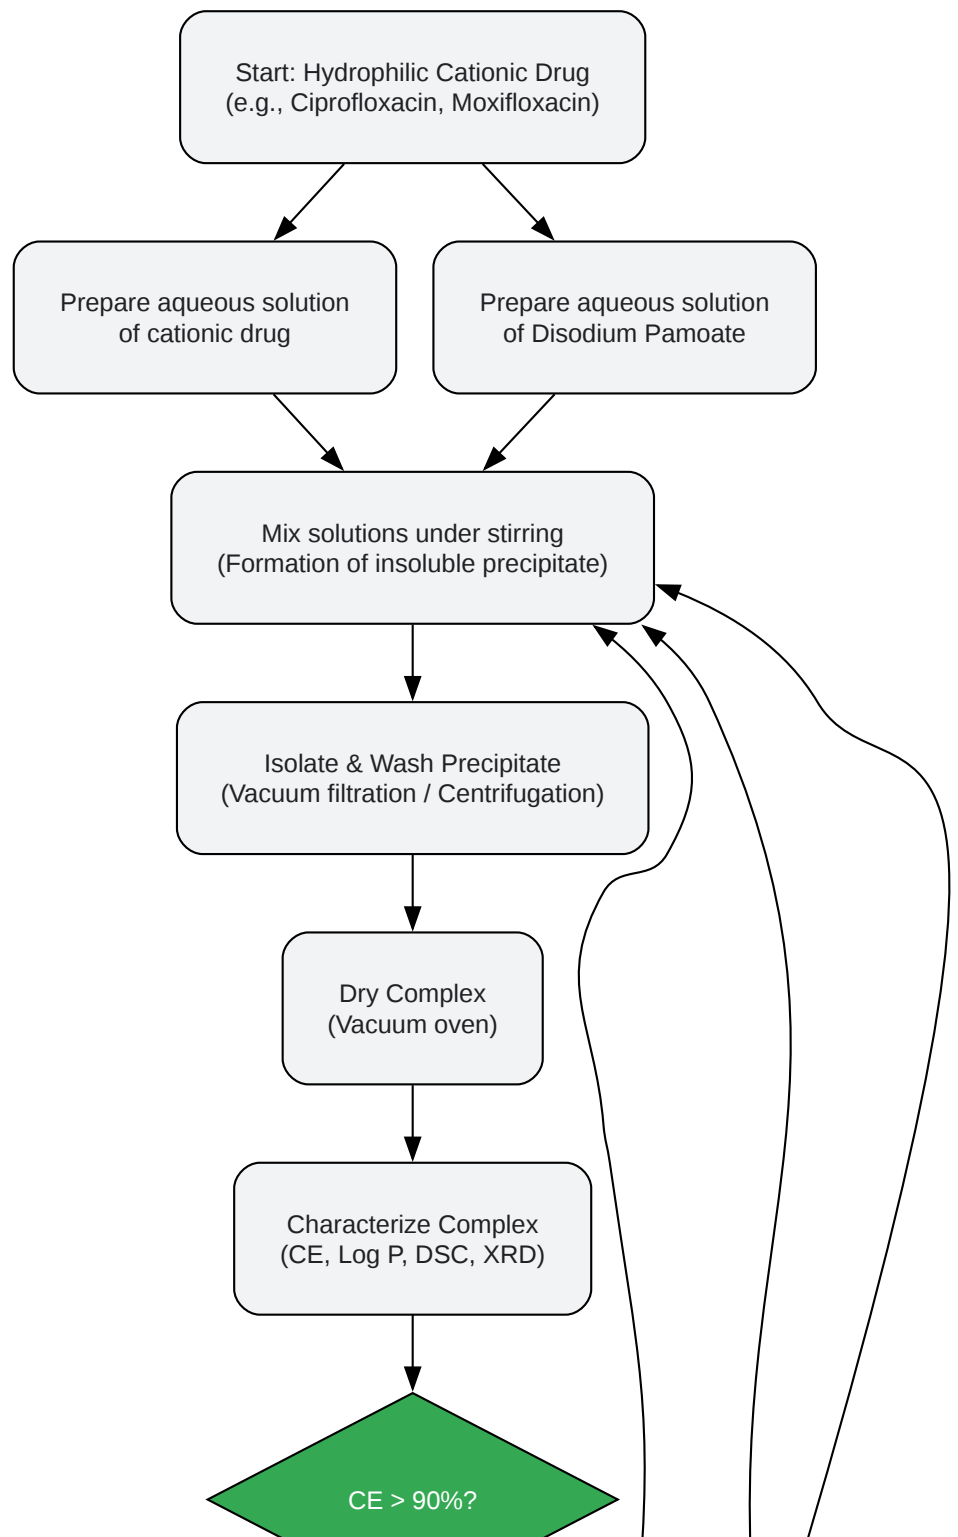 Start: Hydrophilic Cationic Drug
(e.g., Ciprofloxacin, Moxifloxacin)
Prepare aqueous solution
of cationic drug
Prepare aqueous solution
of Disodium Pamoate
Mix solutions under stirring
(Formation of insoluble precipitate)
Isolate & Wash Precipitate
(Vacuum filtration / Centrifugation)
Dry Complex
(Vacuum oven)
Characterize Complex
(CE, Log P, DSC, XRD)
CE > 90%?